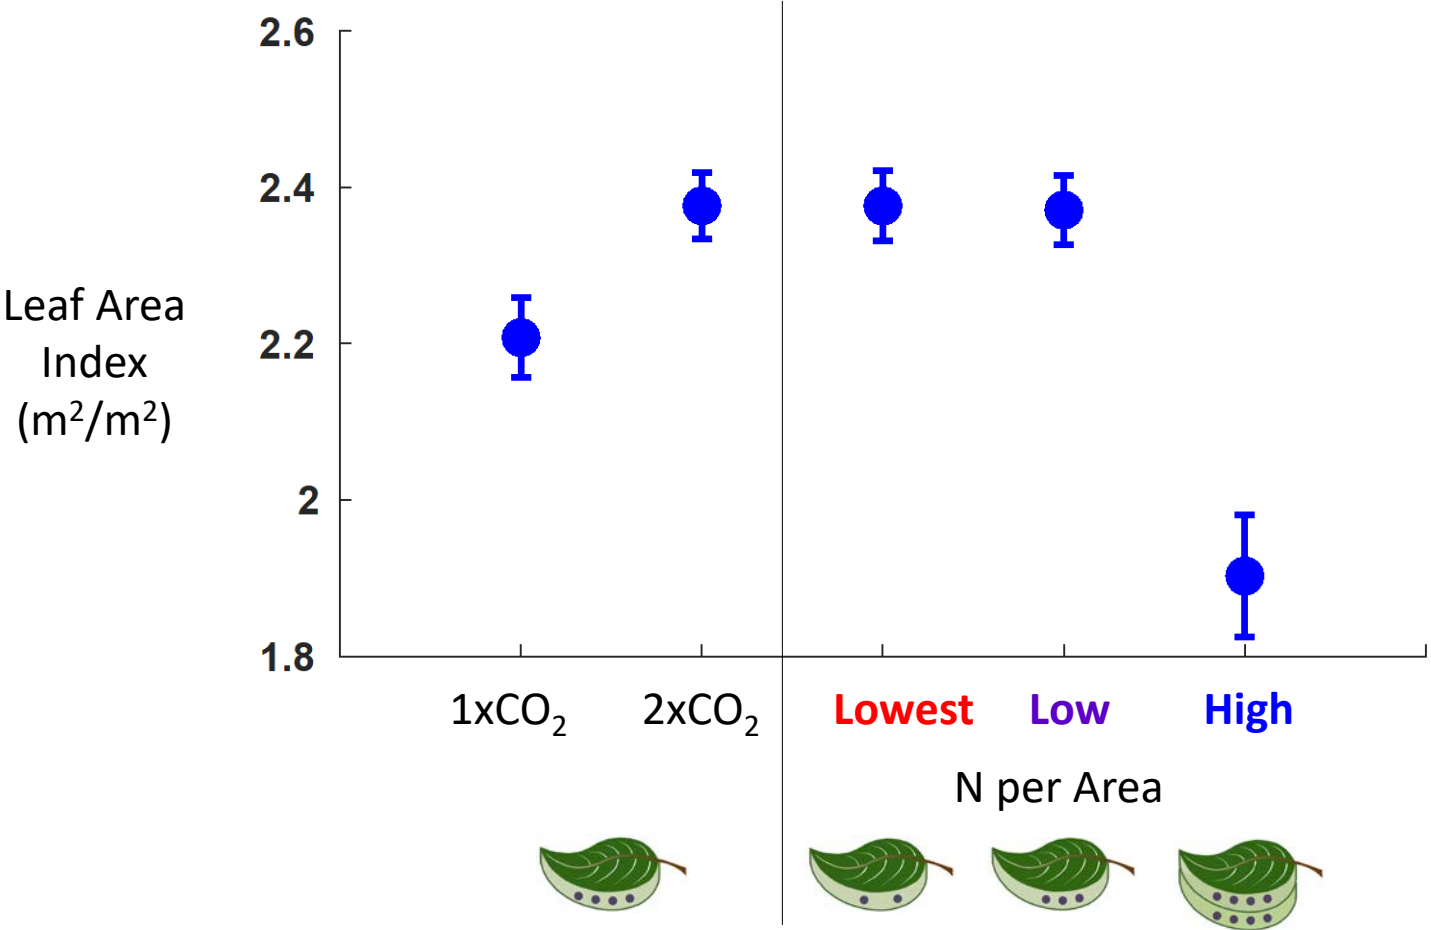 2.6
2.4
2.2
2
1.8
Leaf Area
Index
(m²/m²)
1xCO₂ 2xCO₂ Lowest Low High
N per Area